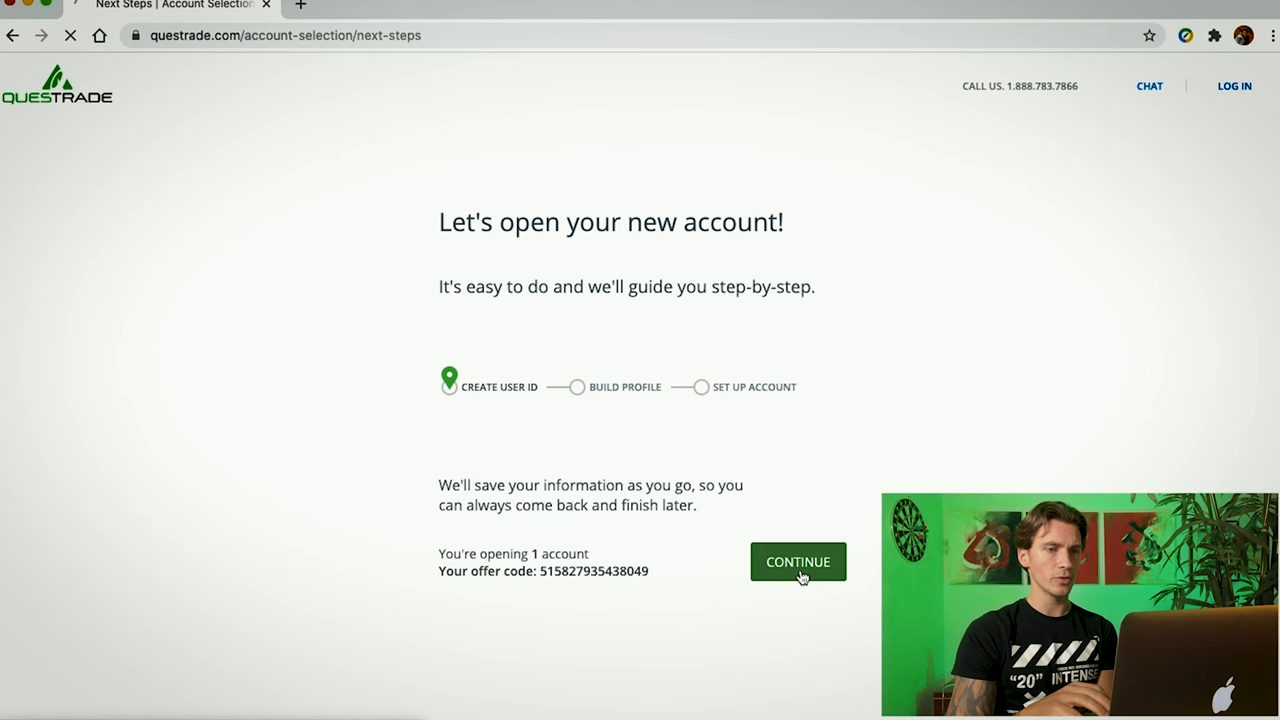 Next Steps | Account Selection
questrade.com/account-selection/next-steps
QUESTRADE
CALL US. 1.888.783.7866
CHAT
LOG IN
Let's open your new account!
It's easy to do and we'll guide you step-by-step.
CREATE USER ID
BUILD PROFILE
SET UP ACCOUNT
We'll save your information as you go, so you
can always come back and finish later.
You're opening 1 account
Your offer code: 515827935438049
CONTINUE
"20" INTENSE